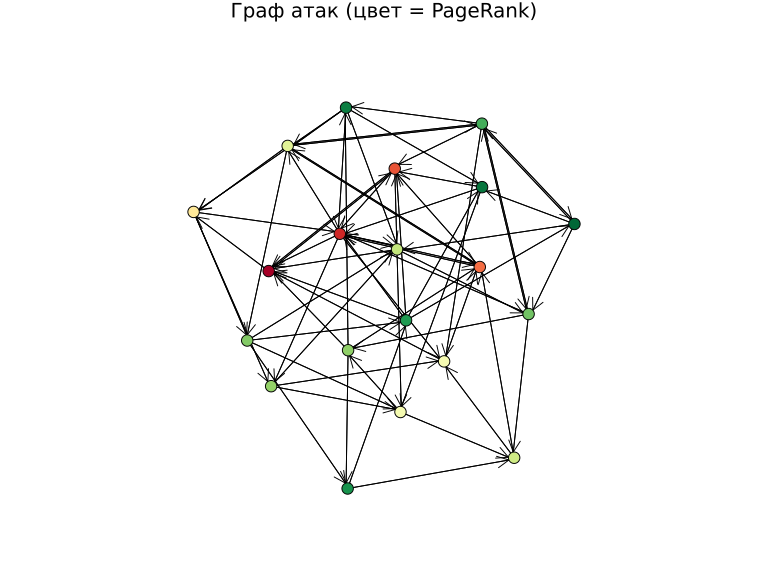 Граф атак (цвет = PageRank)